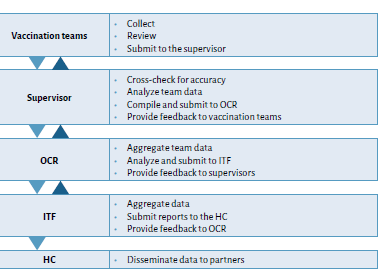 Vaccination teams
• Collect
• Review
• Submit to the supervisor
Supervisor
• Cross-check for accuracy
• Analyze team data
• Compile and submit to OCR
• Provide feedback to vaccination teams
OCR
• Aggregate team data
• Analyze and submit to ITF
• Provide feedback to supervisors
ITF
• Aggregate data
• Submit reports to the HC
• Provide feedback to OCR
HC
• Disseminate data to partners